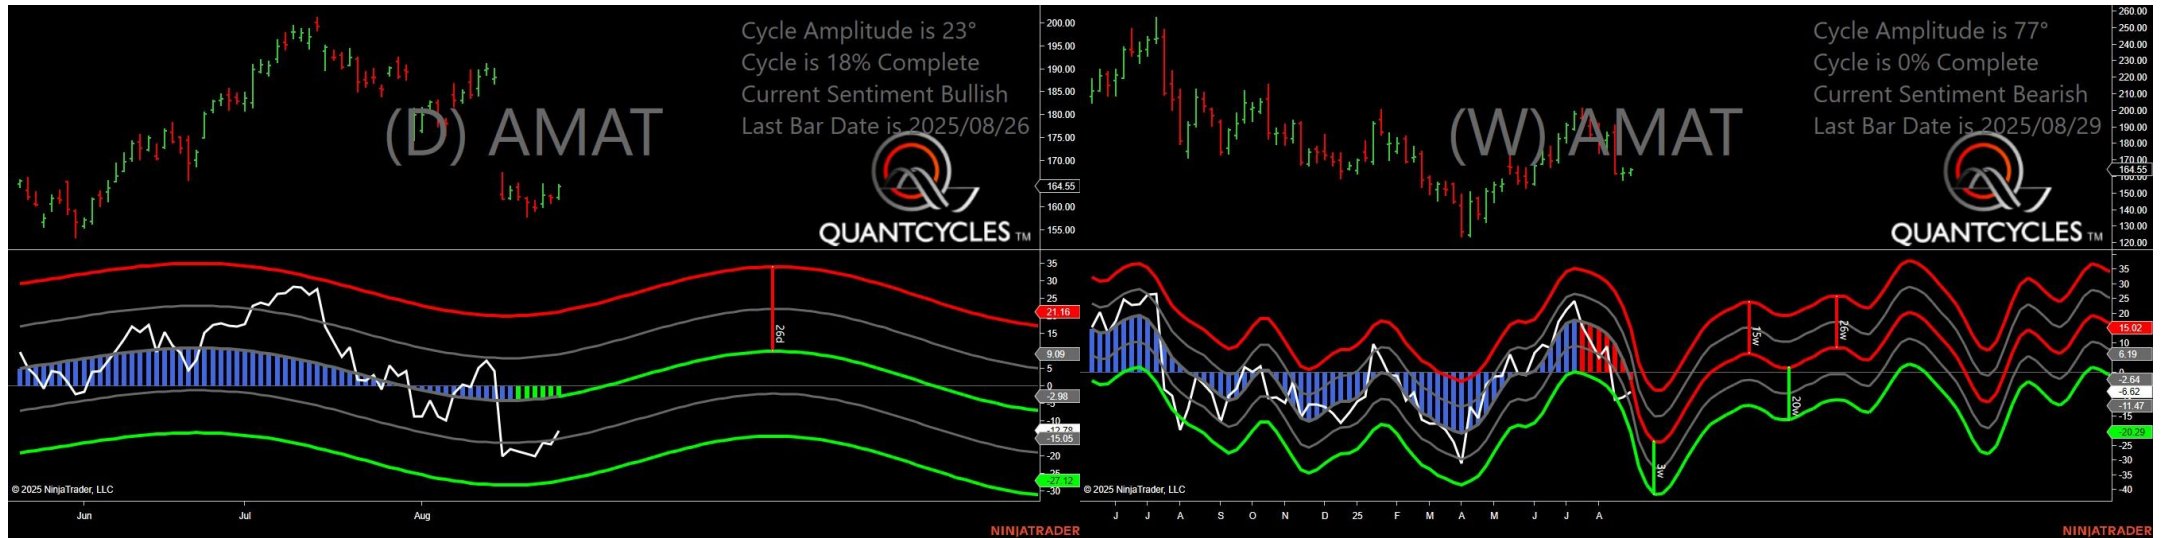 Cycle Amplitude is 23°
Cycle is 18% Complete
Current Sentiment Bullish
Last Bar Date is 2025/08/26
(D) AMAT
QUANTCYCLES TM
200.00
195.00
190.00
185.00
180.00
175.00
170.00
164.55
160.00
155.00
35
30
25
21.16
15
9.09
5
0
-2.98
-10
-15.05
-20
-27.12
-30
26d
© 2025 NinjaTrader, LLC
Jun Jul Aug
NINJATRADER
Cycle Amplitude is 77°
Cycle is 0% Complete
Current Sentiment Bearish
Last Bar Date is 2025/08/29
(W) AMAT
QUANTCYCLES TM
260.00
250.00
240.00
230.00
220.00
210.00
200.00
190.00
180.00
170.00
164.55
150.00
140.00
130.00
120.00
35
30
25
20
15.02
10
6.19
-2.64
-6.62
-11.47
-15
-20.29
-25
-30
-35
-40
15w
26w
20w
3w
© 2025 NinjaTrader, LLC
J J A S O N D 25 F M A M J J A
NINJATRADER